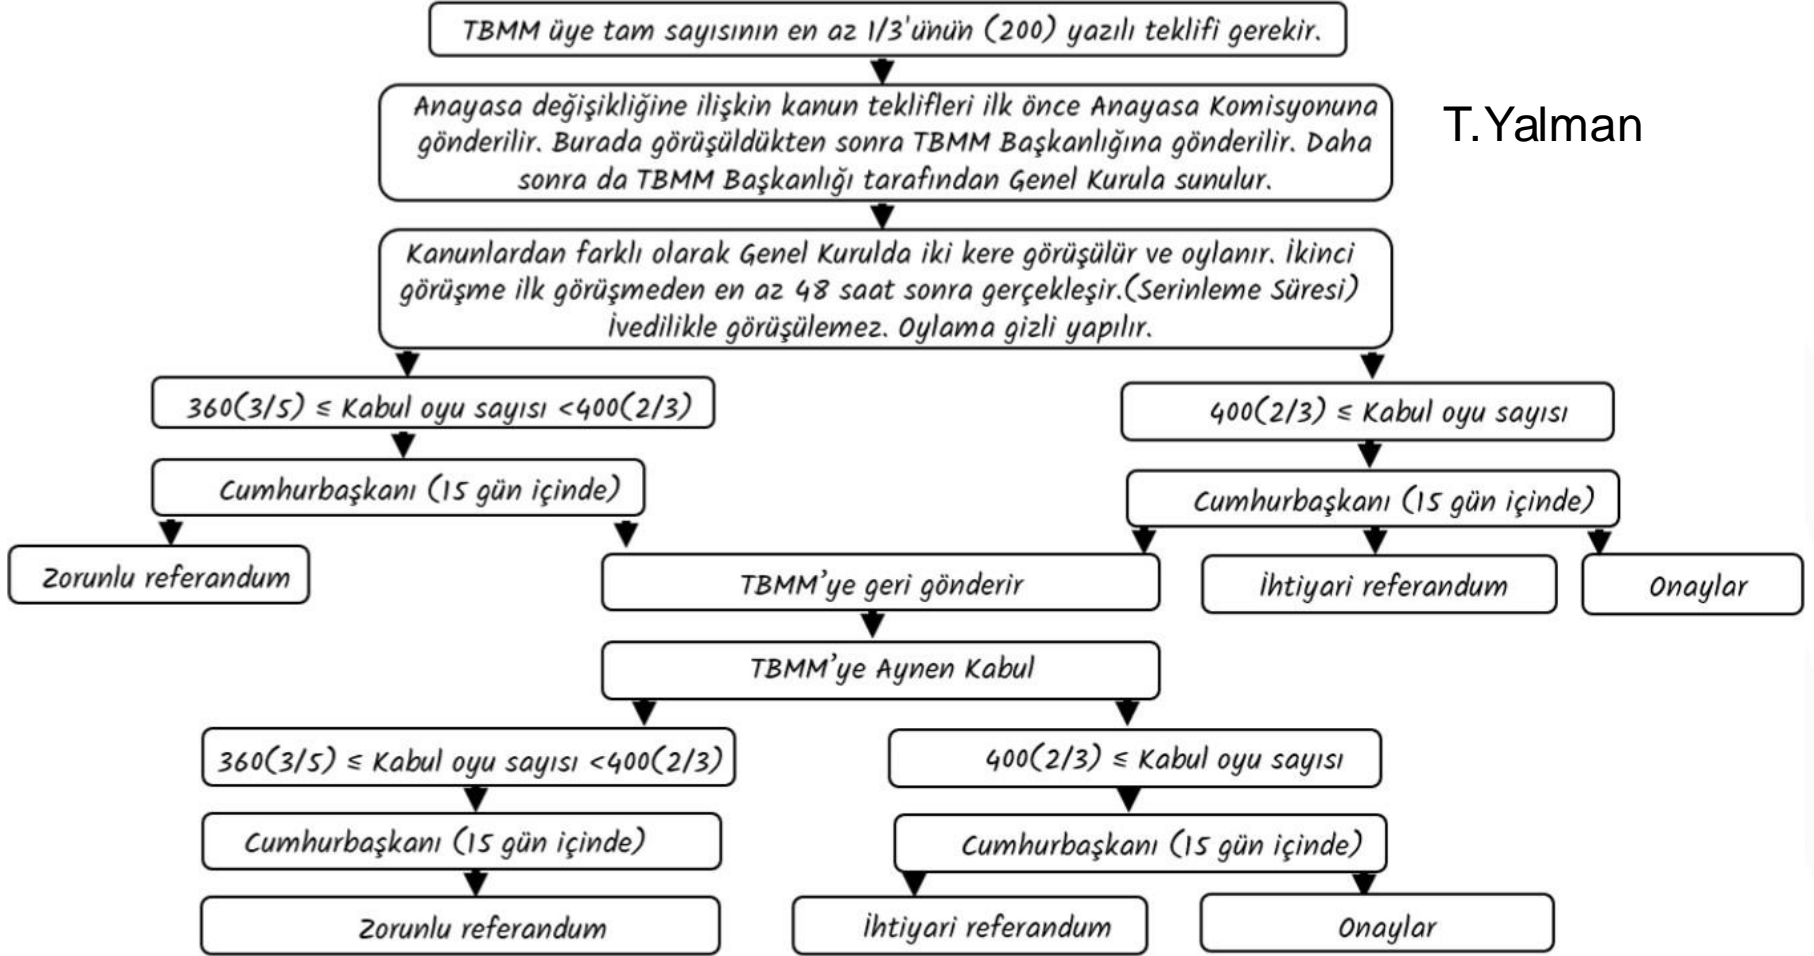 TBMM üye tam sayısının en az 1/3'ünün (200) yazılı teklifi gerekir.
Anayasa değişikliğine ilişkin kanun teklifleri ilk önce Anayasa Komisyonuna
gönderilir. Burada görüşüldükten sonra TBMM Başkanlığına gönderilir. Daha
sonra da TBMM Başkanlığı tarafından Genel Kurula sunulur.
T.Yalman
Kanunlardan farklı olarak Genel Kurulda iki kere görüşülür ve oylanır. İkinci
görüşme ilk görüşmeden en az 48 saat sonra gerçekleşir.(Serinleme Süresi)
İvedilikle görüşülemez. Oylama gizli yapılır.
360(3/5) ≤ Kabul oyu sayısı <400(2/3)
400(2/3) ≤ Kabul oyu sayısı
Cumhurbaşkanı (15 gün içinde)
Cumhurbaşkanı (15 gün içinde)
Zorunlu referandum
TBMM'ye geri gönderir
İhtiyari referandum
Onaylar
TBMM'ye Aynen Kabul
360(3/5) ≤ Kabul oyu sayısı <400(2/3)
400(2/3) ≤ Kabul oyu sayısı
Cumhurbaşkanı (15 gün içinde)
Cumhurbaşkanı (15 gün içinde)
Zorunlu referandum
İhtiyari referandum
Onaylar